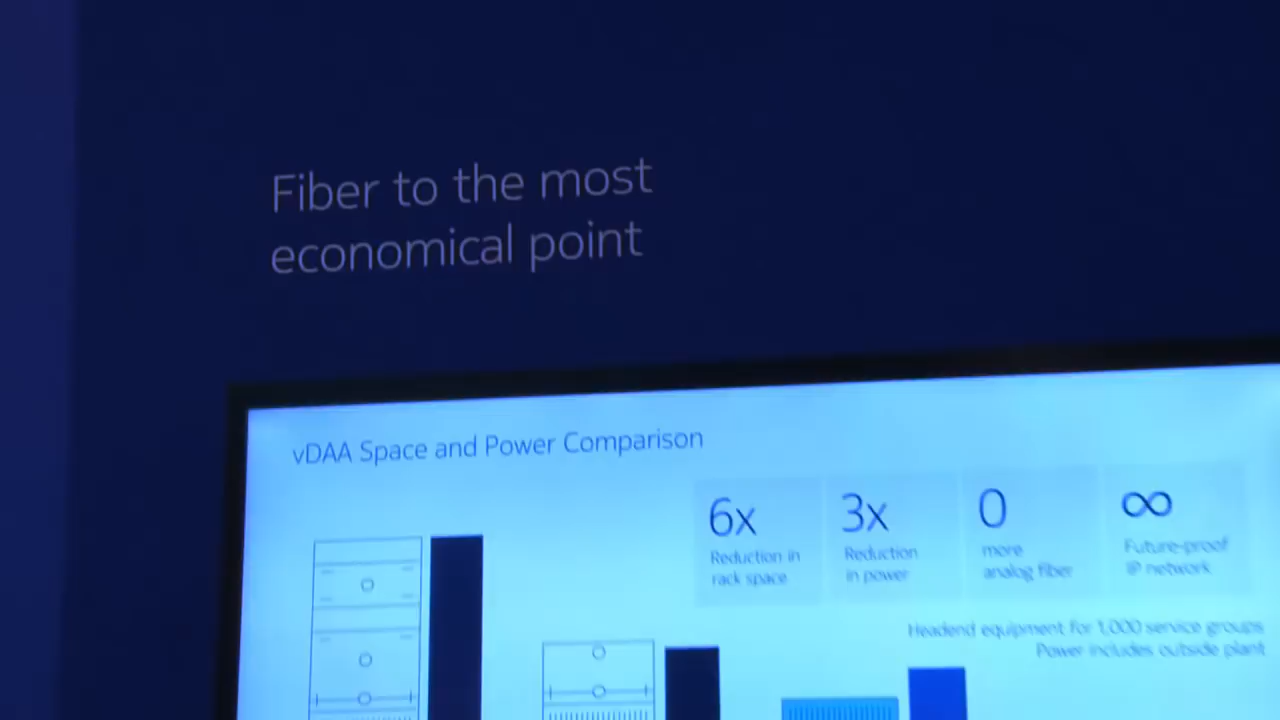 Fiber to the most
economical point
vDAA Space and Power Comparison
6x
Reduction in
rack space
3x
Reduction
in power
0
more
analog fiber
∞
Future-proof
IP network
Headend equipment for 1,000 service groups
Power includes outside plant